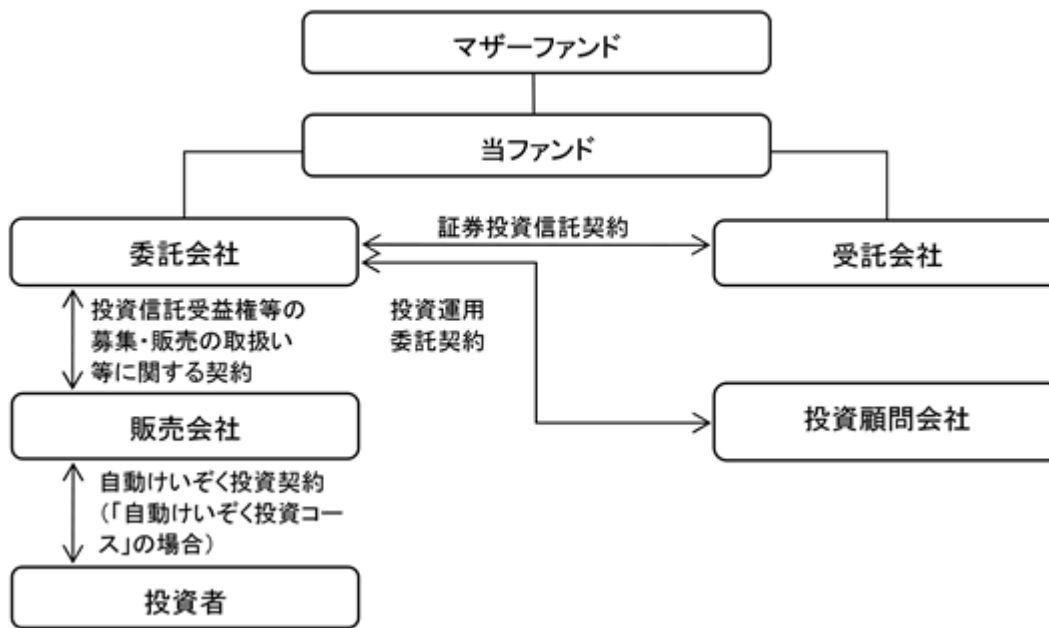 マザーファンド
当ファンド
証券投資信託契約
委託会社
受託会社
投資信託受益権等の
募集・販売の取扱い
等に関する契約
投資運用
委託契約
販売会社
投資顧問会社
自動けいぞく投資契約
(「自動けいぞく投資コー
ス」の場合)
投資者